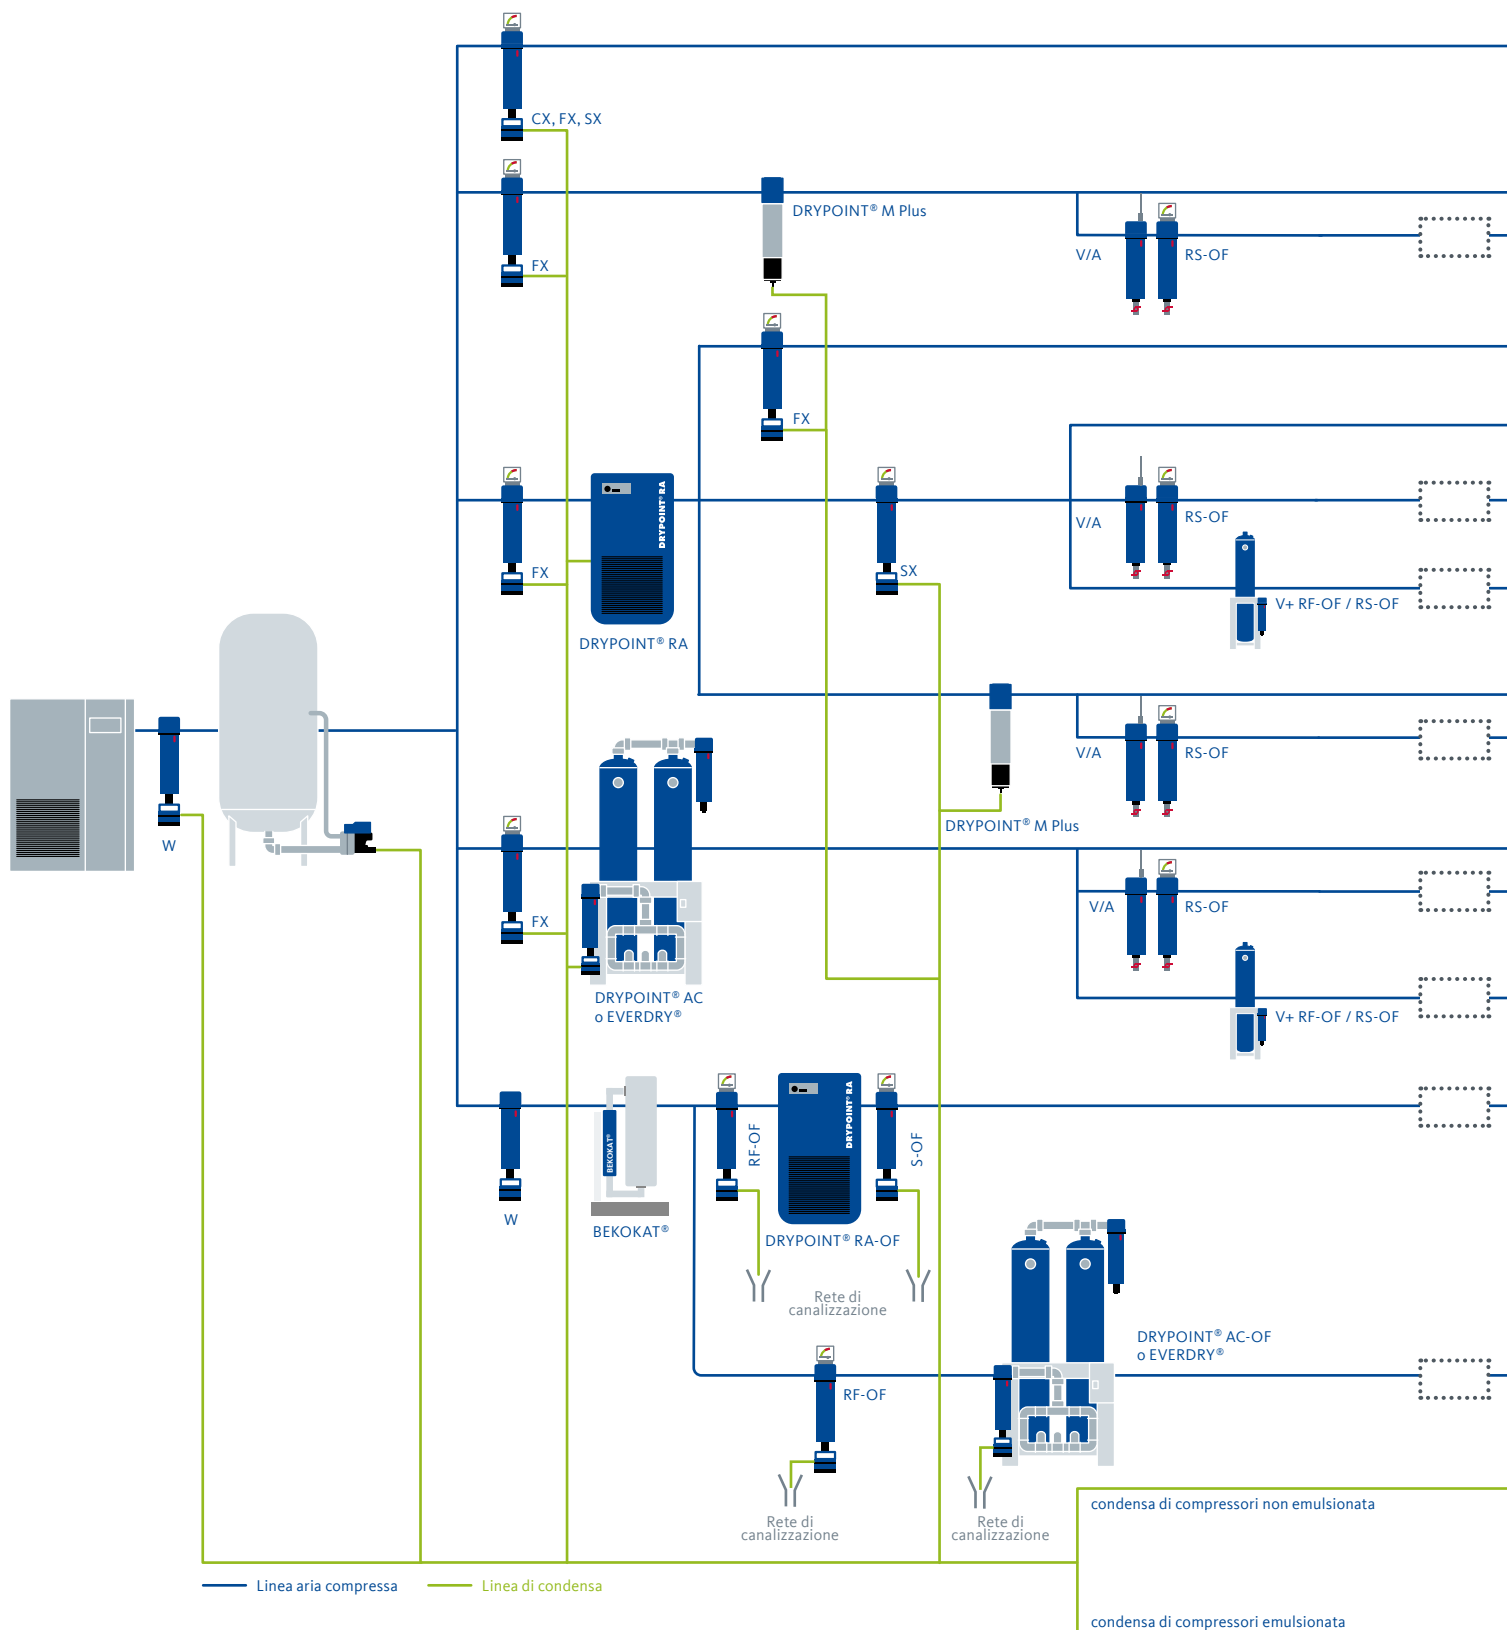 CX, FX, SX
DRYPOINT® M Plus
V/A
RS-OF
FX
FX
DRYPOINT® RA
V/A
RS-OF
FX
SX
V+ RF-OF / RS-OF
DRYPOINT® RA
V/A
RS-OF
DRYPOINT® M Plus
W
FX
V/A
RS-OF
DRYPOINT® AC
o EVERDRY®
V+ RF-OF / RS-OF
W
BEKOKAT®
BEKOKAT®
RF-OF
DRYPOINT® RA
S-OF
DRYPOINT® RA-OF
Rete di
canalizzazione
DRYPOINT® AC-OF
o EVERDRY®
RF-OF
Rete di
canalizzazione
Rete di
canalizzazione
condensa di compressori non emulsionata
Linea aria compressa
Linea di condensa
condensa di compressori emulsionata